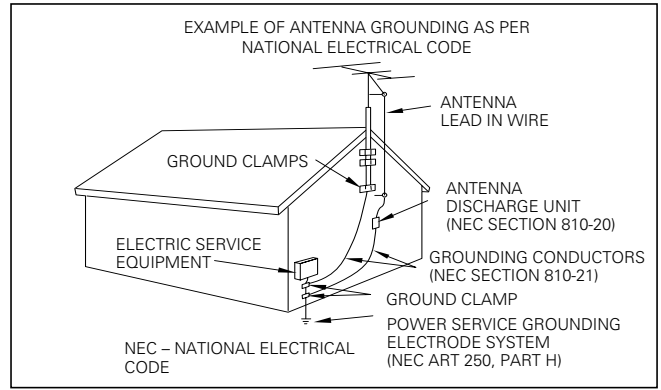 EXAMPLE OF ANTENNA GROUNDING AS PER
NATIONAL ELECTRICAL CODE
ANTENNA
LEAD IN WIRE
GROUND CLAMPS
ANTENNA
DISCHARGE UNIT
(NEC SECTION 810-20)
ELECTRIC SERVICE
EQUIPMENT
GROUNDING CONDUCTORS
(NEC SECTION 810-21)
GROUND CLAMP
POWER SERVICE GROUNDING
ELECTRODE SYSTEM
(NEC ART 250, PART H)
NEC – NATIONAL ELECTRICAL
CODE